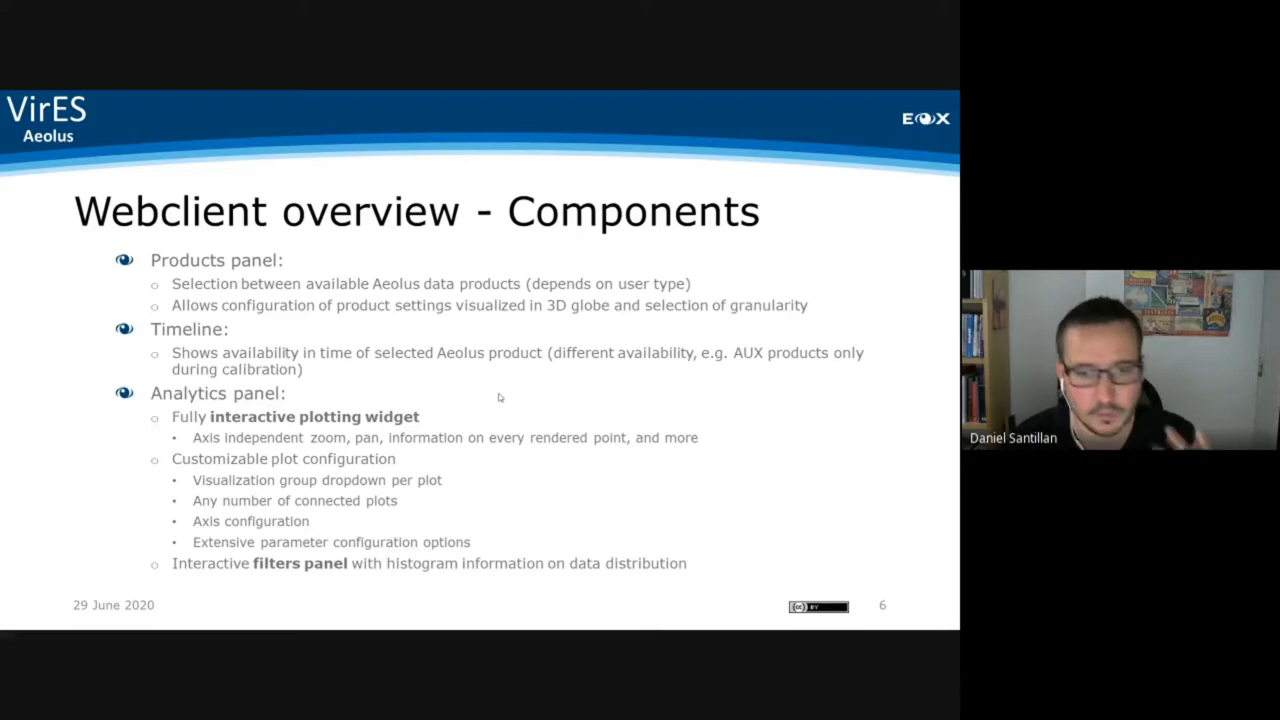 VirES
Aeolus
EOX
Webclient overview - Components
Products panel:
o Selection between available Aeolus data products (depends on user type)
o Allows configuration of product settings visualized in 3D globe and selection of granularity
Timeline:
o Shows availability in time of selected Aeolus product (different availability, e.g. AUX products only
during calibration)
Analytics panel:
o Fully interactive plotting widget
• Axis independent zoom, pan, information on every rendered point, and more
o Customizable plot configuration
• Visualization group dropdown per plot
• Any number of connected plots
• Axis configuration
• Extensive parameter configuration options
o Interactive filters panel with histogram information on data distribution
29 June 2020
cc BY
6
Daniel Santillan